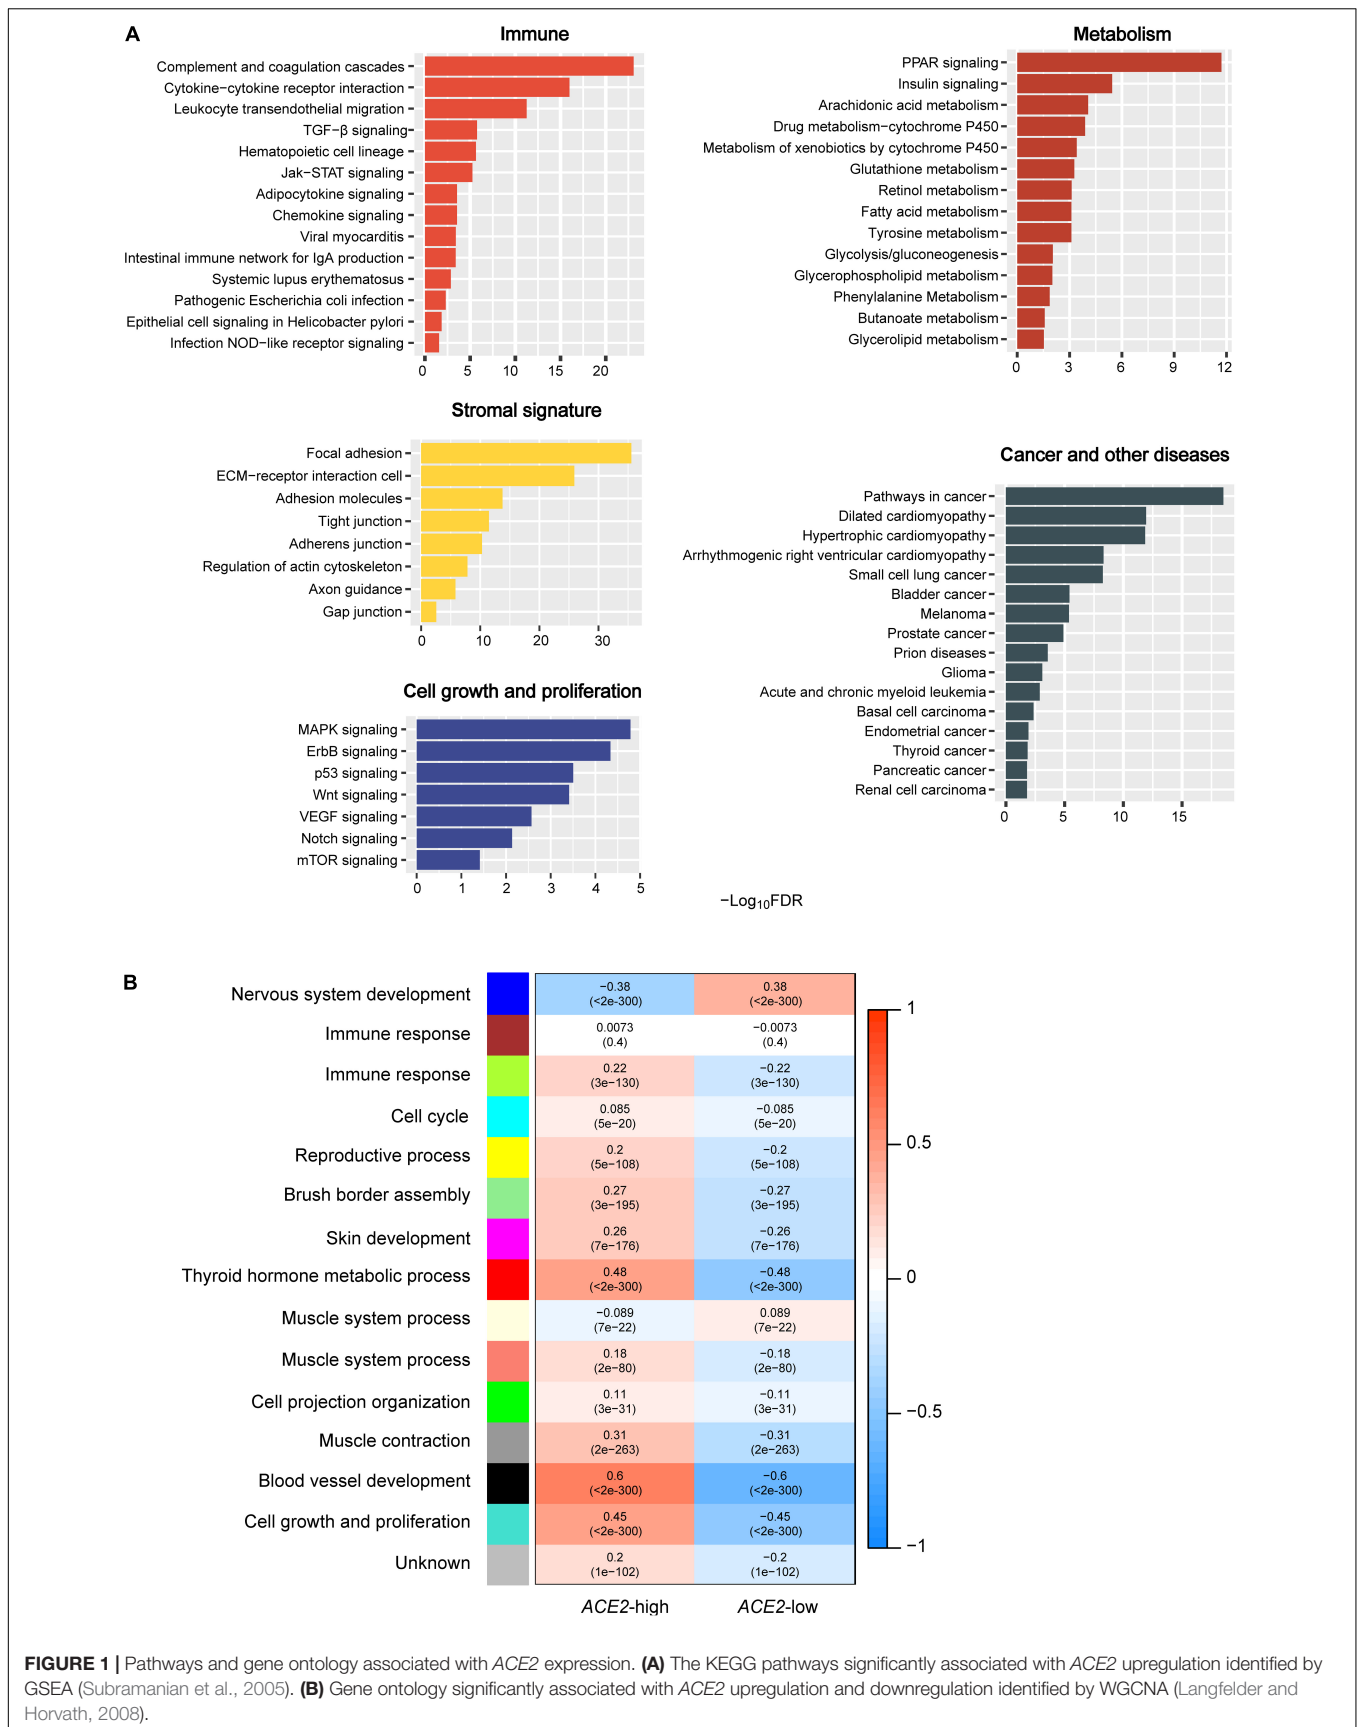 A
Immune
Complement and coagulation cascades
Cytokine−cytokine receptor interaction
Leukocyte transendothelial migration
TGF−β signaling
Hematopoietic cell lineage
Jak−STAT signaling
Adipocytokine signaling
Chemokine signaling
Viral myocarditis
Intestinal immune network for IgA production
Systemic lupus erythematosus
Pathogenic Escherichia coli infection
Epithelial cell signaling in Helicobacter pylori
Infection NOD−like receptor signaling
0 5 10 15 20
Metabolism
PPAR signaling
Insulin signaling
Arachidonic acid metabolism
Drug metabolism−cytochrome P450
Metabolism of xenobiotics by cytochrome P450
Glutathione metabolism
Retinol metabolism
Fatty acid metabolism
Tyrosine metabolism
Glycolysis/gluconeogenesis
Glycerophospholipid metabolism
Phenylalanine Metabolism
Butanoate metabolism
Glycerolipid metabolism
0 3 6 9 12
Stromal signature
Focal adhesion
ECM−receptor interaction cell
Adhesion molecules
Tight junction
Adherens junction
Regulation of actin cytoskeleton
Axon guidance
Gap junction
0 10 20 30
Cancer and other diseases
Pathways in cancer
Dilated cardiomyopathy
Hypertrophic cardiomyopathy
Arrhythmogenic right ventricular cardiomyopathy
Small cell lung cancer
Bladder cancer
Melanoma
Prostate cancer
Prion diseases
Glioma
Acute and chronic myeloid leukemia
Basal cell carcinoma
Endometrial cancer
Thyroid cancer
Pancreatic cancer
Renal cell carcinoma
0 5 10 15
Cell growth and proliferation
MAPK signaling
ErbB signaling
p53 signaling
Wnt signaling
VEGF signaling
Notch signaling
mTOR signaling
0 1 2 3 4 5
−Log₁₀FDR
B
Nervous system development −0.38 0.38
(<2e-300) (<2e-300)
Immune response 0.0073 −0.0073
(0.4) (0.4)
Immune response 0.22 −0.22
(3e−130) (3e−130)
Cell cycle 0.085 −0.085
(5e−20) (5e−20)
Reproductive process 0.2 −0.2
(5e−108) (5e−108)
Brush border assembly 0.27 −0.27
(3e−195) (3e−195)
Skin development 0.26 −0.26
(7e−176) (7e−176)
Thyroid hormone metabolic process 0.48 −0.48
(<2e-300) (<2e-300)
Muscle system process −0.089 0.089
(7e−22) (7e−22)
Muscle system process 0.18 −0.18
(2e−80) (2e−80)
Cell projection organization 0.11 −0.11
(3e−31) (3e−31)
Muscle contraction 0.31 −0.31
(2e−263) (2e−263)
Blood vessel development 0.6 −0.6
(<2e-300) (<2e-300)
Cell growth and proliferation 0.45 −0.45
(<2e-300) (<2e-300)
Unknown 0.2 −0.2
(1e−102) (1e−102)
ACE2-high ACE2-low
1
0.5
0
−0.5
−1
FIGURE 1 | Pathways and gene ontology associated with ACE2 expression. (A) The KEGG pathways significantly associated with ACE2 upregulation identified by
GSEA (Subramanian et al., 2005). (B) Gene ontology significantly associated with ACE2 upregulation and downregulation identified by WGCNA (Langfelder and
Horvath, 2008).